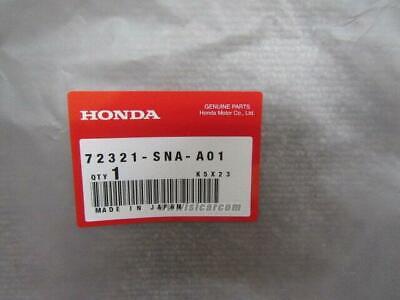 HONDA
GENUINE PARTS
Honda Motor Co., Ltd.
72321-SNA-A01
QTY 1 K5X23
MADE IN JAPAN